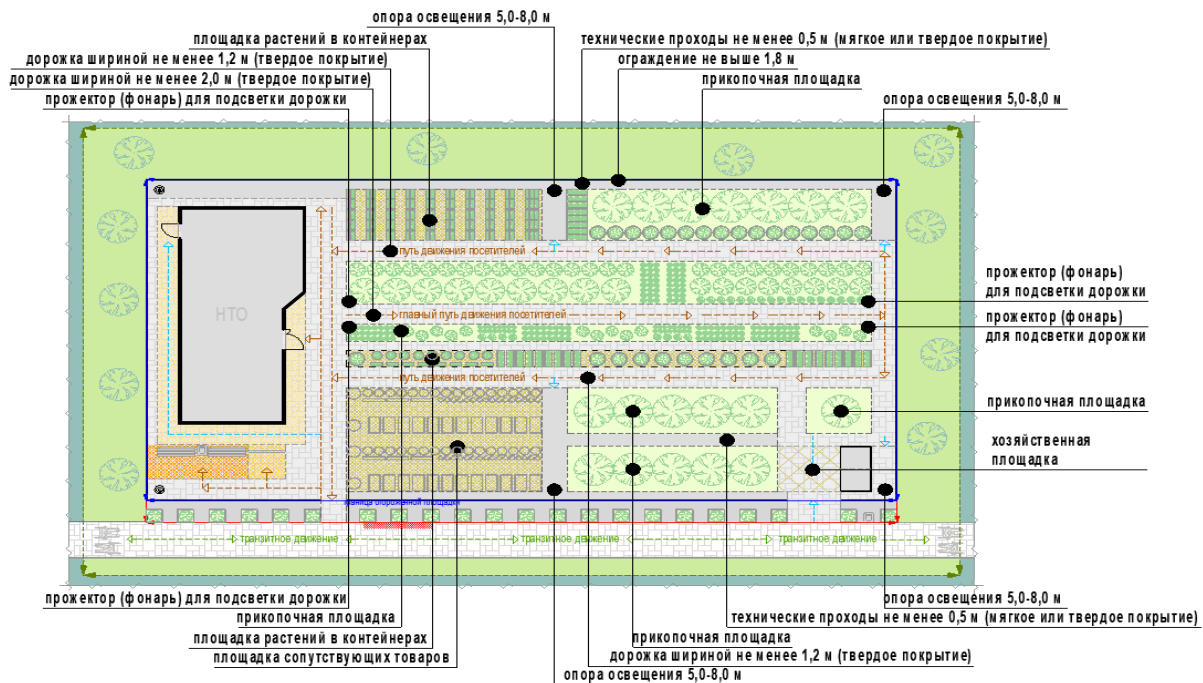 опора освещения 5,0-8,0 м
площадка растений в контейнерах
технические проходы не менее 0,5 м (мягкое или твердое покрытие)
дорожка шириной не менее 1,2 м (твердое покрытие)
ограждение не выше 1,8 м
дорожка шириной не менее 2,0 м (твердое покрытие)
прикопочная площадка
прожектор (фонарь) для подсветки дорожки
опора освещения 5,0-8,0 м
путь движения посетителей
НТО
прожектор (фонарь)
для подсветки дорожки
главный путь движения посетителей
прожектор (фонарь)
для подсветки дорожки
путь движения посетителей
прикопочная площадка
хозяйственная
площадка
граница огороженной площадки
транзитное движение
транзитное движение
транзитное движение
прожектор (фонарь) для подсветки дорожки
опора освещения 5,0-8,0 м
прикопочная площадка
технические проходы не менее 0,5 м (мягкое или твердое покрытие)
площадка растений в контейнерах
прикопочная площадка
площадка сопутствующих товаров
дорожка шириной не менее 1,2 м (твердое покрытие)
опора освещения 5,0-8,0 м